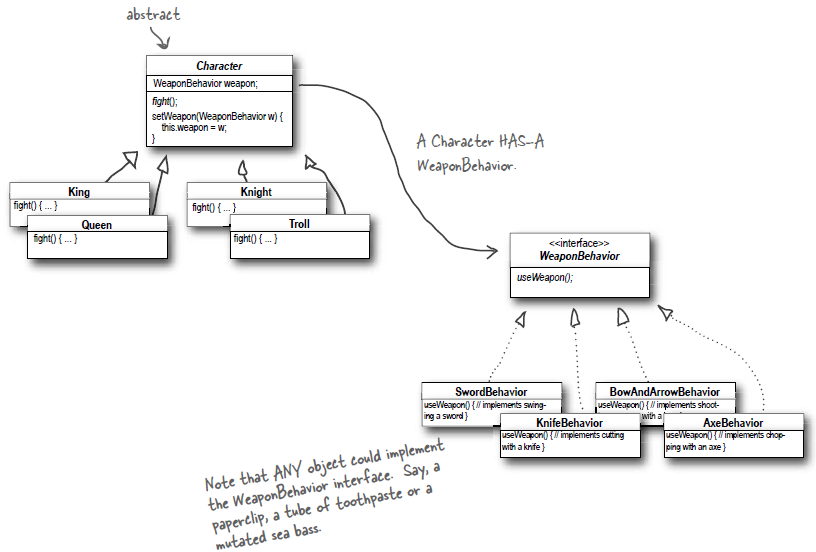 abstract
Character
WeaponBehavior weapon;
fight();
setWeapon(WeaponBehavior w) {
this.weapon = w;
}
A Character HAS-A
WeaponBehavior.
King
fight() { ... }
Queen
fight() { ... }
Knight
fight() { ... }
Troll
fight() { ... }
<<interface>>
WeaponBehavior
useWeapon();
SwordBehavior
useWeapon() { // implements swing-
ing a sword }
BowAndArrowBehavior
useWeapon() { // implements shoot-
with a
KnifeBehavior
useWeapon() { // implements cutting
with a knife }
AxeBehavior
useWeapon() { // implements chop-
ping with an axe }
Note that ANY object could implement
the WeaponBehavior interface. Say, a
paperclip, a tube of toothpaste or a
mutated sea bass.